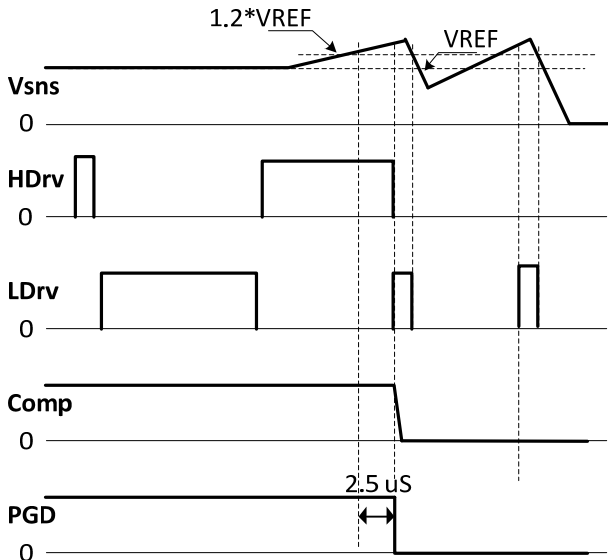 1.2*VREF
VREF
Vsns
0
HDrv
0
LDrv
0
Comp
0
2.5 uS
PGD
0